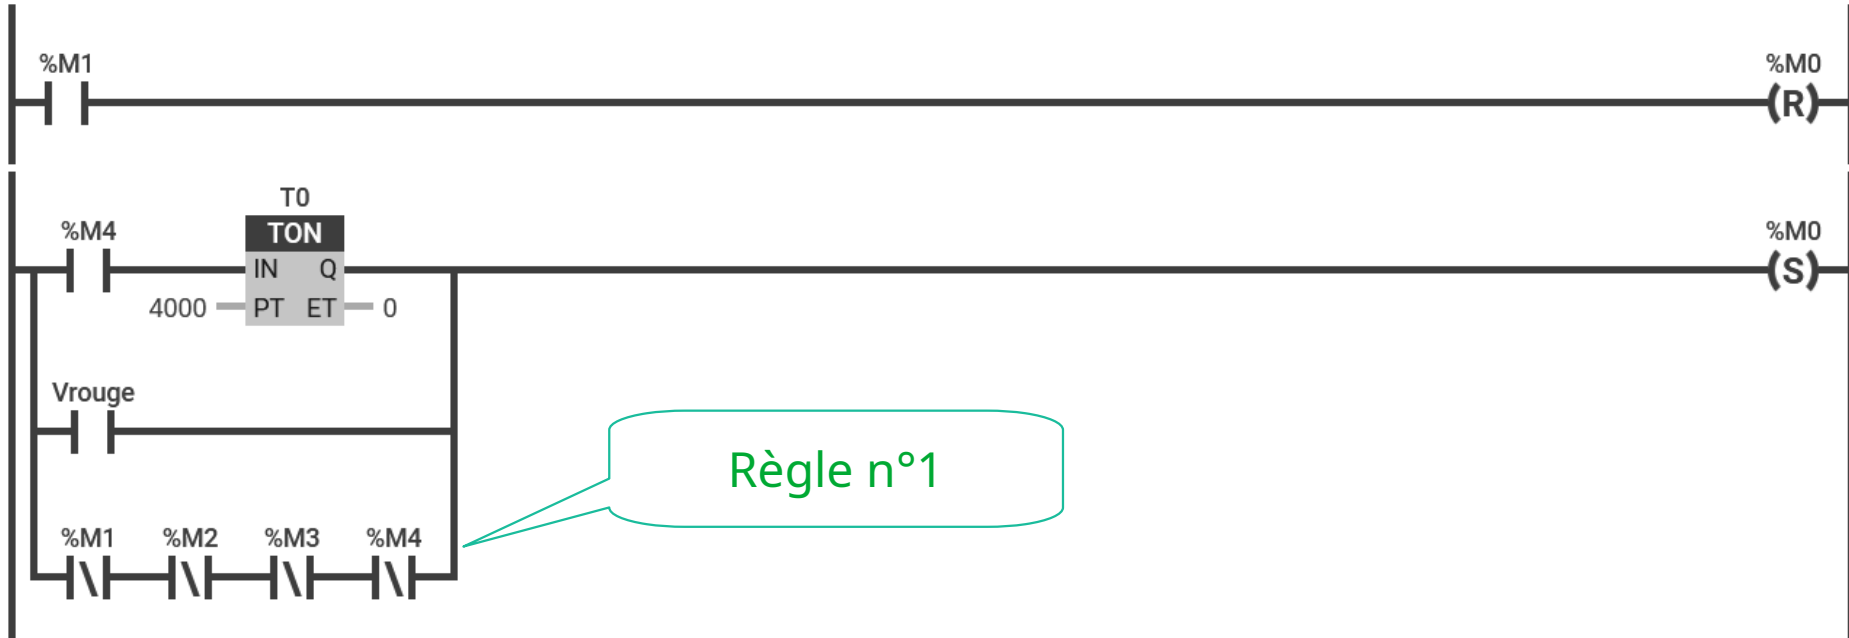 %M1 %M0
(R)
T0
%M4 TON %M0
IN Q (S)
4000 PT ET 0
Vrouge
Règle n°1
%M1 %M2 %M3 %M4